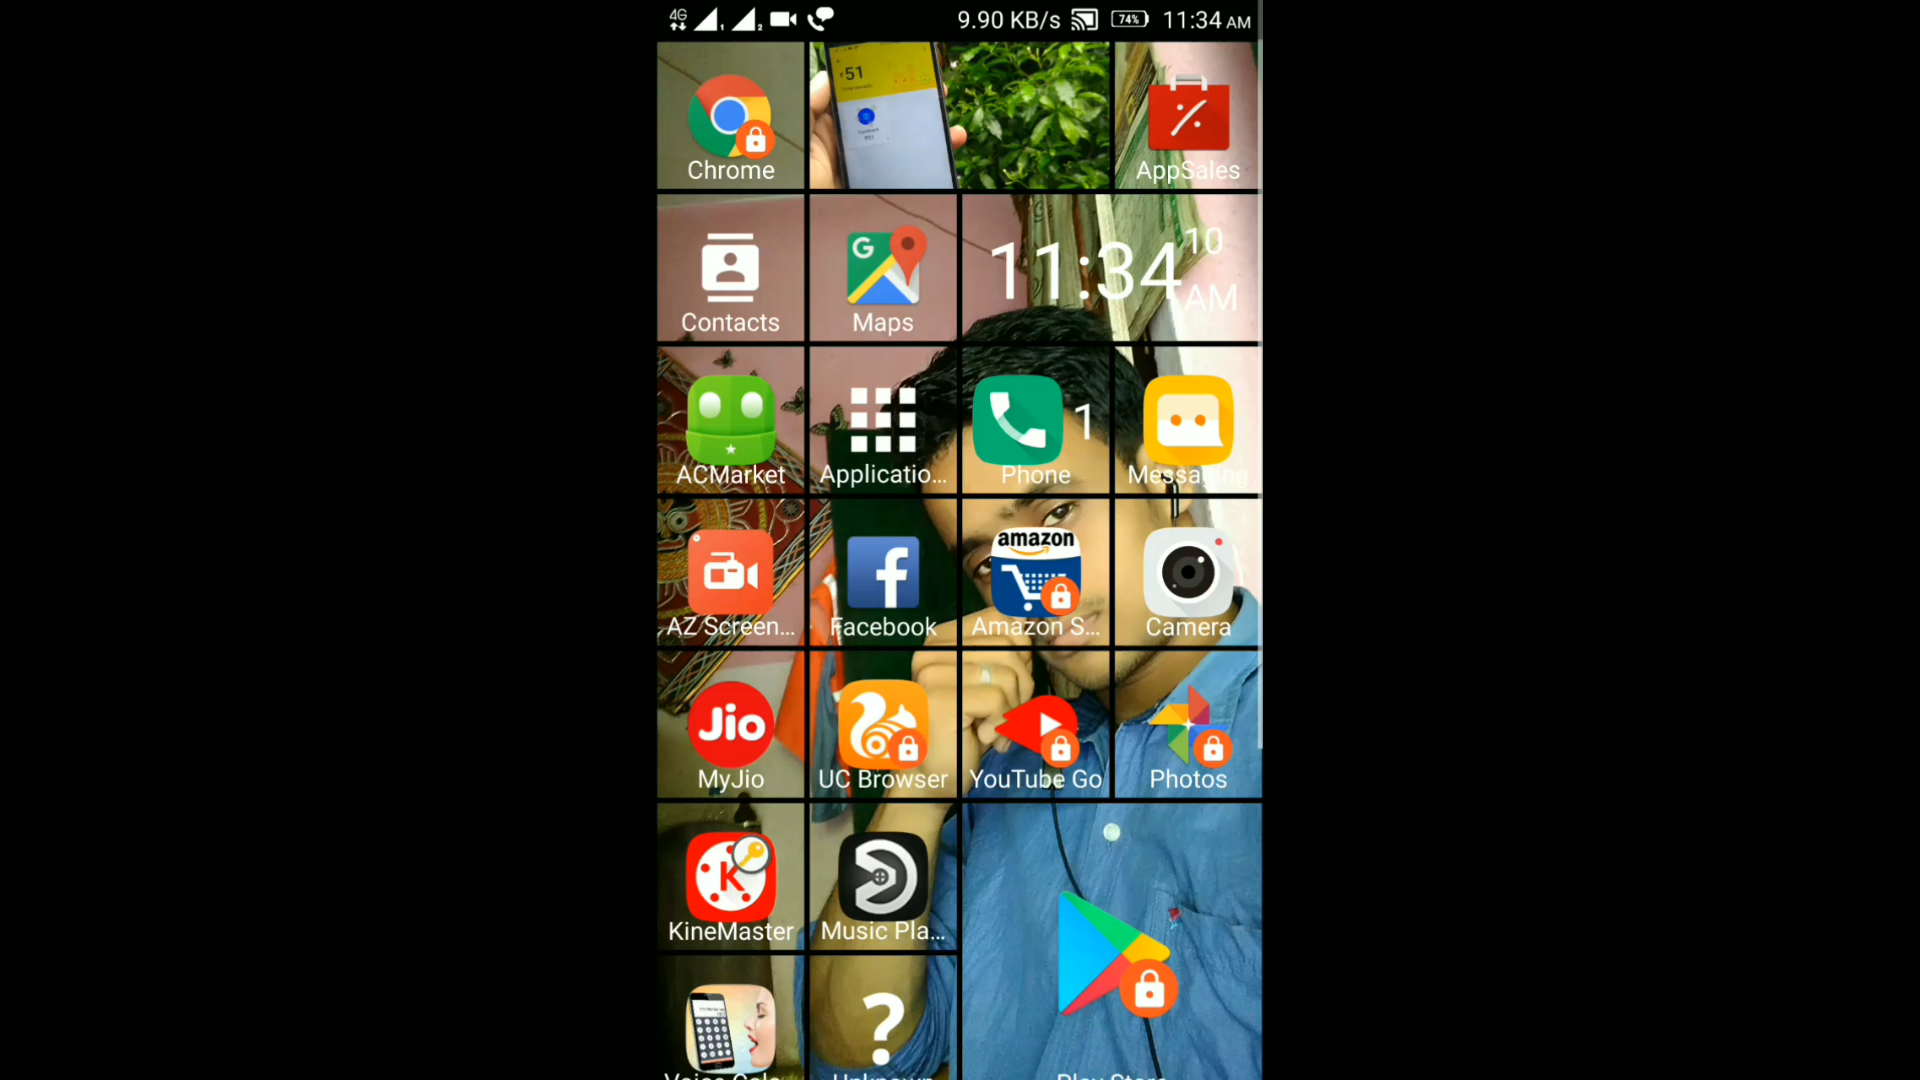 4G 1 2 9.90 KB/s 74% 11:34 AM
₹51
Chrome
AppSales
G
11:34 10 AM
Contacts
Maps
1
ACMarket
Applicatio...
Phone
Messaging
amazon
AZ Screen...
Facebook
Amazon S...
Camera
Jio
MyJio
UC Browser
YouTube Go
Photos
K
KineMaster
Music Pla...
?